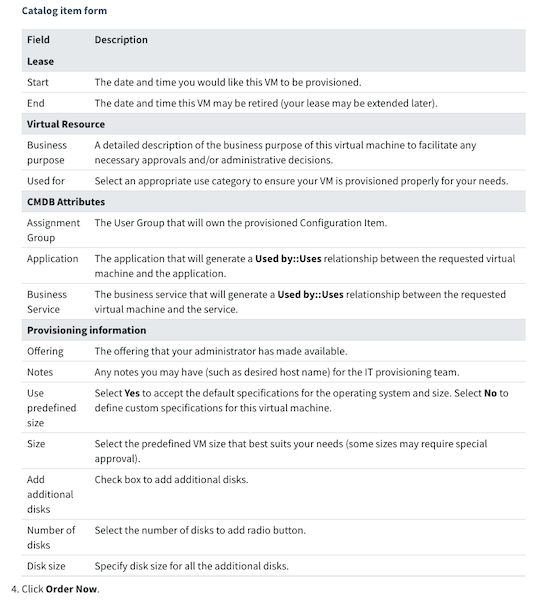 Catalog item form
Field Description
Lease
Start The date and time you would like this VM to be provisioned.
End The date and time this VM may be retired (your lease may be extended later).
Virtual Resource
Business purpose A detailed description of the business purpose of this virtual machine to facilitate any
necessary approvals and/or administrative decisions.
Used for Select an appropriate use category to ensure your VM is provisioned properly for your needs.
CMDB Attributes
Assignment Group The User Group that will own the provisioned Configuration Item.
Application The application that will generate a Used by::Uses relationship between the requested virtual
machine and the application.
Business Service The business service that will generate a Used by::Uses relationship between the requested
virtual machine and the service.
Provisioning information
Offering The offering that your administrator has made available.
Notes Any notes you may have (such as desired host name) for the IT provisioning team.
Use predefined size Select Yes to accept the default specifications for the operating system and size. Select No to
define custom specifications for this virtual machine.
Size Select the predefined VM size that best suits your needs (some sizes may require special
approval).
Add additional disks Check box to add additional disks.
Number of disks Select the number of disks to add radio button.
Disk size Specify disk size for all the additional disks.
4. Click Order Now.